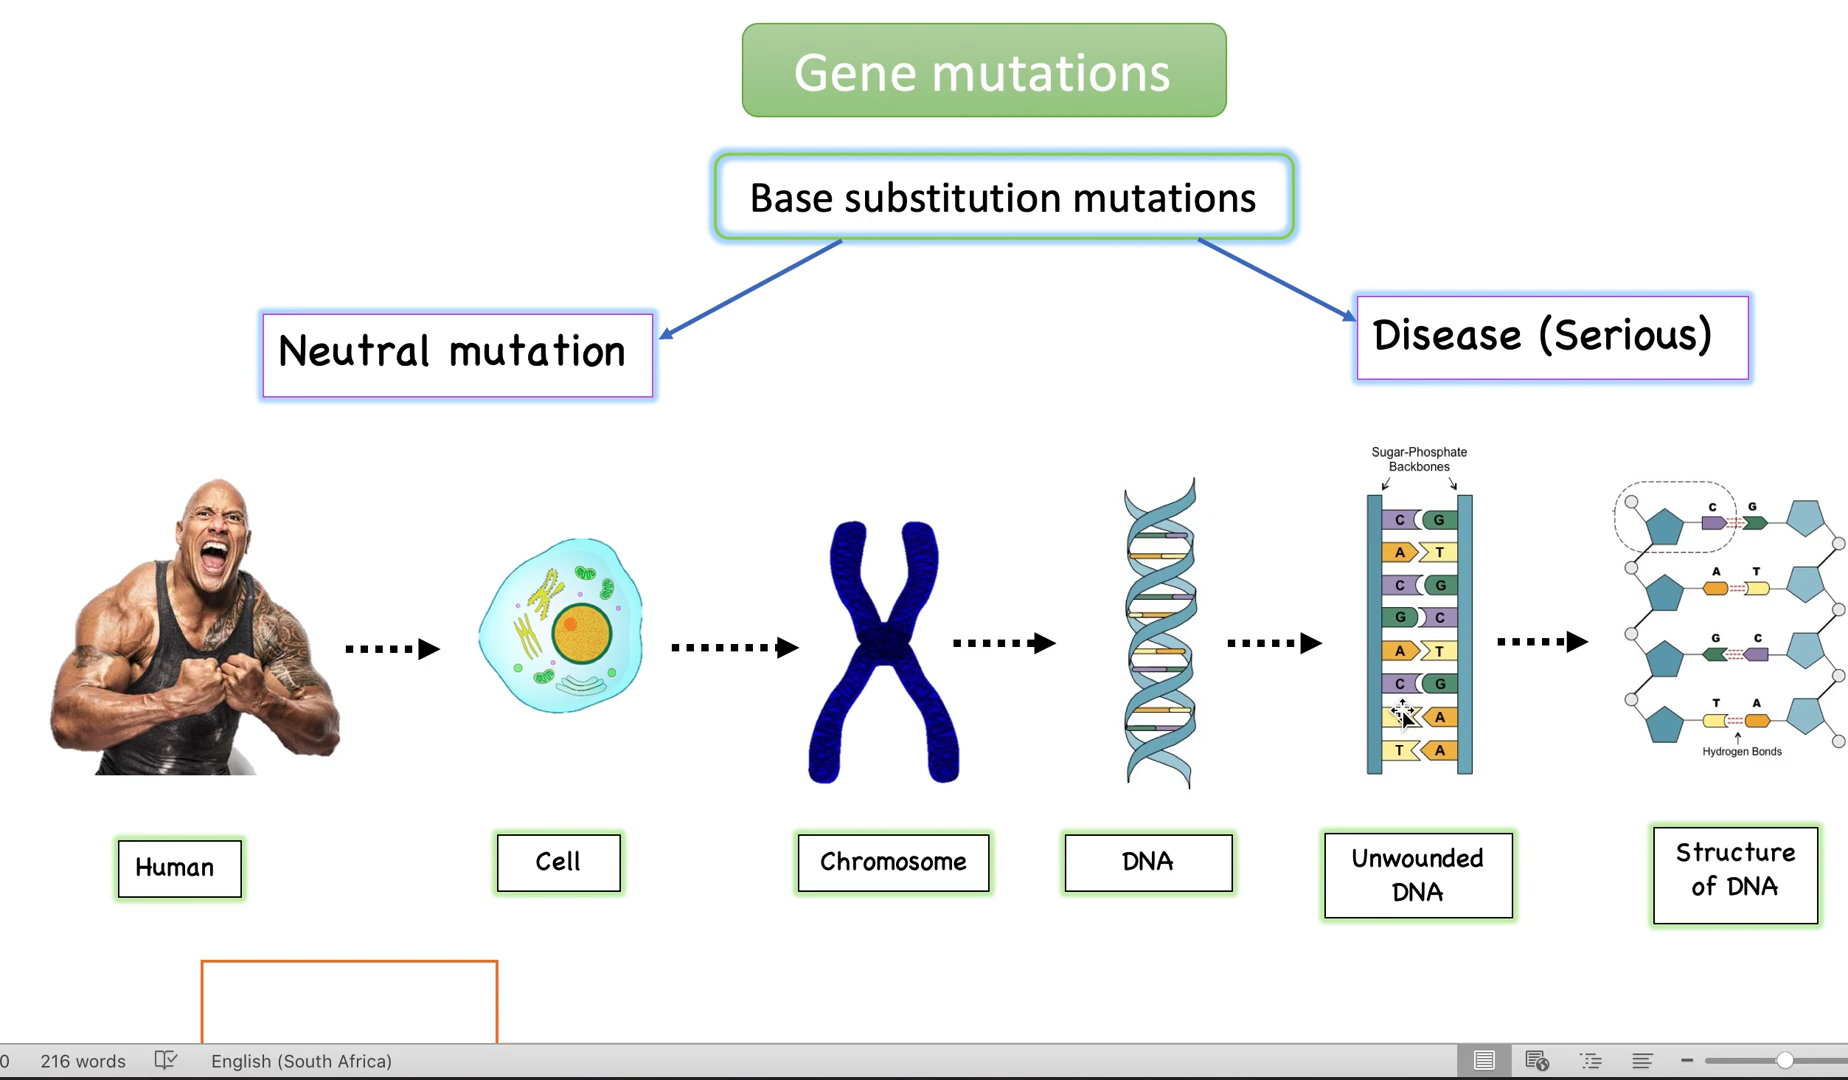 Gene mutations
Base substitution mutations
Neutral mutation
Disease (Serious)
Sugar-Phosphate
Backbones
C G
A T
C G
G C
A T
C G
A
T A
C G
A T
G C
T A
Hydrogen Bonds
Human
Cell
Chromosome
DNA
Unwounded
DNA
Structure
of DNA
0 216 words English (South Africa)